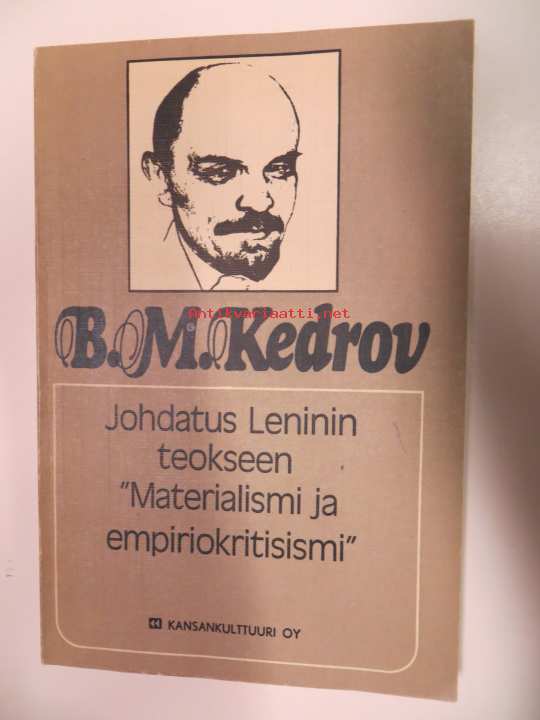 Antikvariaatti.net
B.M.Kedrov
Johdatus Leninin
teokseen
"Materialismi ja
empiriokritisismi"
KANSANKULTTUURI OY